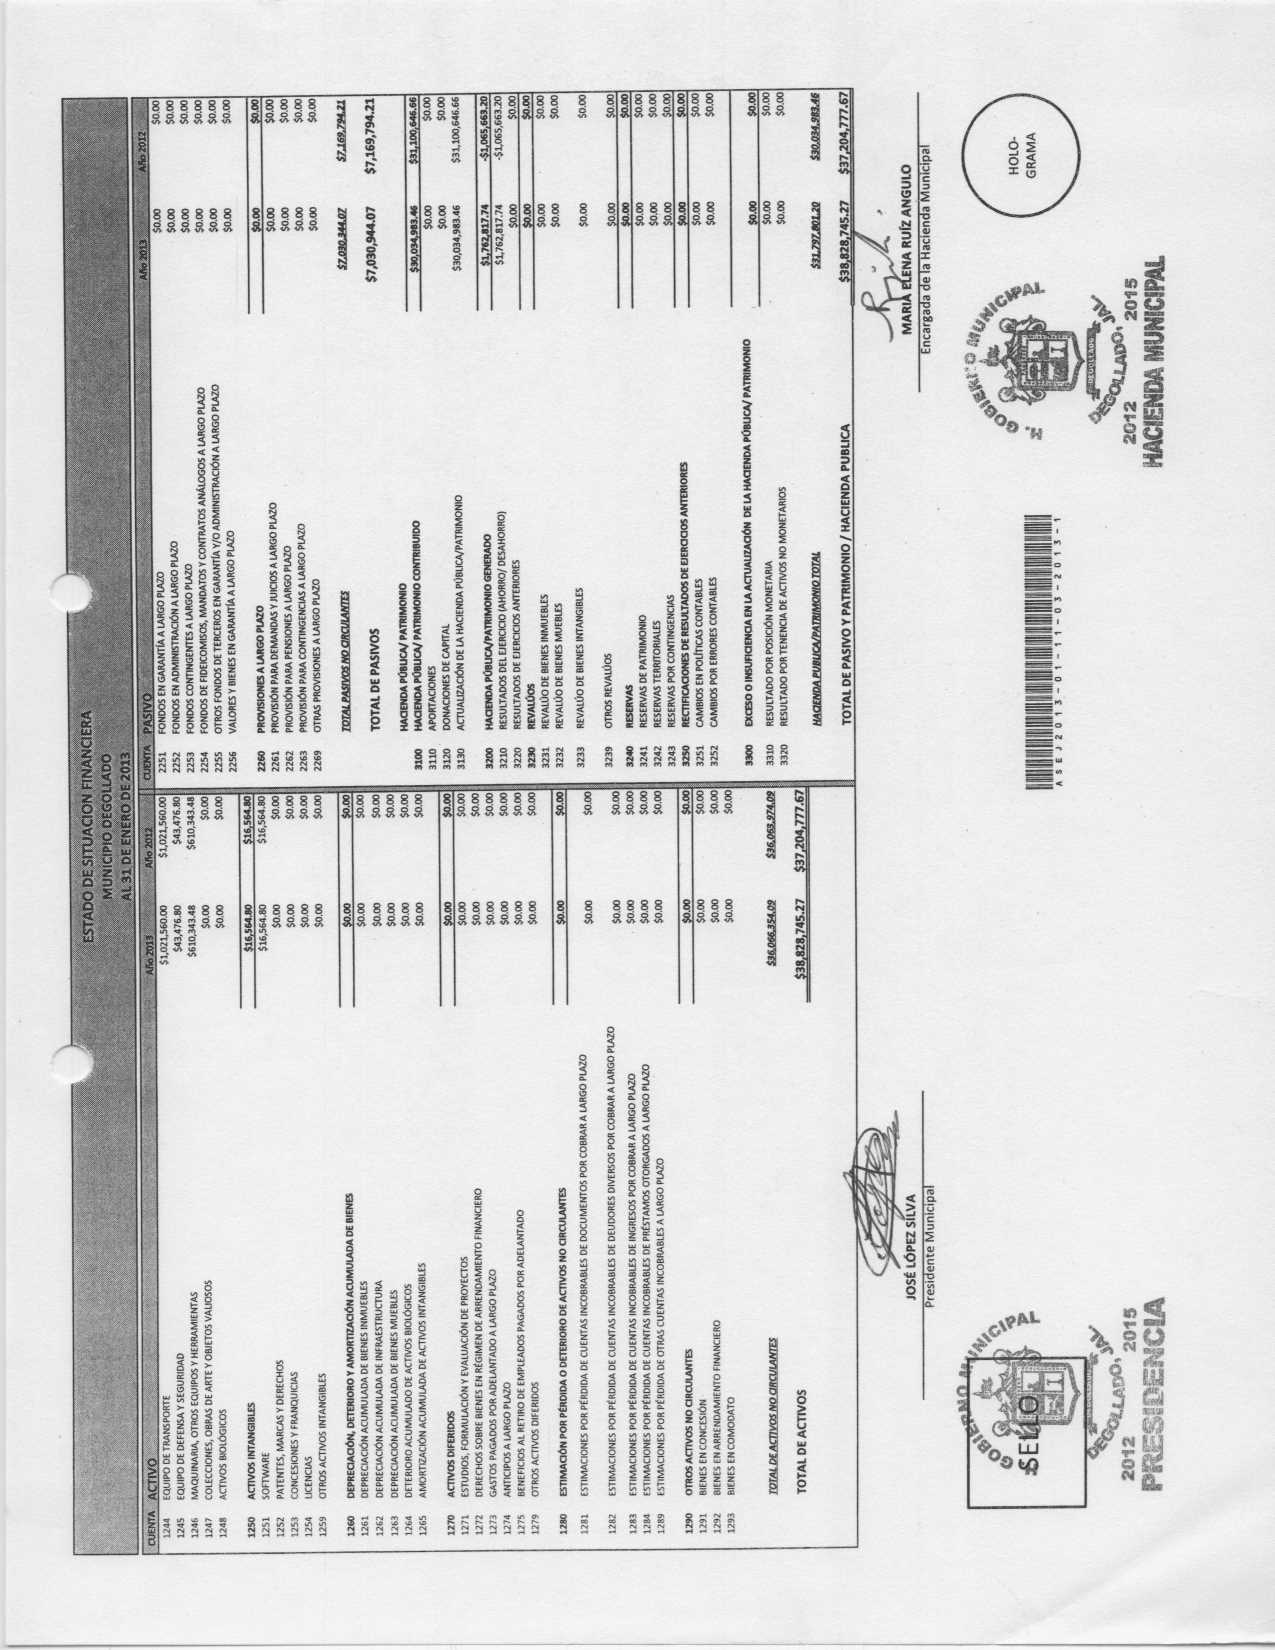 ESTADO DE SITUACION FINANCIERA
MUNICIPIO DEGOLLADO
AL 31 DE ENERO DE 2013
CUENTA ACTIVO Año 2013 Año 2012
1244 EQUIPO DE TRANSPORTE $1,021,560.00 $1,021,560.00
1245 EQUIPO DE DEFENSA Y SEGURIDAD $43,476.80 $43,476.80
1246 MAQUINARIA, OTROS EQUIPOS Y HERRAMIENTAS $610,343.48 $610,343.48
1247 COLECCIONES, OBRAS DE ARTE Y OBJETOS VALIOSOS $0.00 $0.00
1248 ACTIVOS BIOLÓGICOS $0.00 $0.00
1250 ACTIVOS INTANGIBLES $16,564.80 $16,564.80
1251 SOFTWARE $16,564.80 $16,564.80
1252 PATENTES, MARCAS Y DERECHOS $0.00 $0.00
1253 CONCESIONES Y FRANQUICIAS $0.00 $0.00
1254 LICENCIAS $0.00 $0.00
1259 OTROS ACTIVOS INTANGIBLES $0.00 $0.00
1260 DEPRECIACIÓN, DETERIORO Y AMORTIZACIÓN ACUMULADA DE BIENES $0.00 $0.00
1261 DEPRECIACIÓN ACUMULADA DE BIENES INMUEBLES $0.00 $0.00
1262 DEPRECIACIÓN ACUMULADA DE INFRAESTRUCTURA $0.00 $0.00
1263 DEPRECIACIÓN ACUMULADA DE BIENES MUEBLES $0.00 $0.00
1264 DETERIORO ACUMULADO DE ACTIVOS BIOLÓGICOS $0.00 $0.00
1265 AMORTIZACIÓN ACUMULADA DE ACTIVOS INTANGIBLES $0.00 $0.00
1270 ACTIVOS DIFERIDOS $0.00 $0.00
1271 ESTUDIOS, FORMULACIÓN Y EVALUACIÓN DE PROYECTOS $0.00 $0.00
1272 DERECHOS SOBRE BIENES EN RÉGIMEN DE ARRENDAMIENTO FINANCIERO $0.00 $0.00
1273 GASTOS PAGADOS POR ADELANTADO A LARGO PLAZO $0.00 $0.00
1274 ANTICIPOS A LARGO PLAZO $0.00 $0.00
1275 BENEFICIOS AL RETIRO DE EMPLEADOS PAGADOS POR ADELANTADO $0.00 $0.00
1279 OTROS ACTIVOS DIFERIDOS $0.00 $0.00
1280 ESTIMACIÓN POR PÉRDIDA O DETERIORO DE ACTIVOS NO CIRCULANTES $0.00 $0.00
1281 ESTIMACIONES POR PÉRDIDA DE CUENTAS INCOBRABLES DE DOCUMENTOS POR COBRAR A LARGO PLAZO $0.00 $0.00
1282 ESTIMACIONES POR PÉRDIDA DE CUENTAS INCOBRABLES DE DEUDORES DIVERSOS POR COBRAR A LARGO PLAZO $0.00 $0.00
1283 ESTIMACIONES POR PÉRDIDA DE CUENTAS INCOBRABLES DE INGRESOS POR COBRAR A LARGO PLAZO $0.00 $0.00
1284 ESTIMACIONES POR PÉRDIDA DE CUENTAS INCOBRABLES DE PRÉSTAMOS OTORGADOS A LARGO PLAZO $0.00 $0.00
1289 ESTIMACIONES POR PÉRDIDA DE OTRAS CUENTAS INCOBRABLES A LARGO PLAZO $0.00 $0.00
1290 OTROS ACTIVOS NO CIRCULANTES $0.00 $0.00
1291 BIENES EN CONCESIÓN $0.00 $0.00
1292 BIENES EN ARRENDAMIENTO FINANCIERO $0.00 $0.00
1293 BIENES EN COMODATO $0.00 $0.00
TOTAL DE ACTIVOS NO CIRCULANTES $36,066,354.09 $36,063,974.09
TOTAL DE ACTIVOS $38,828,745.27 $37,204,777.67
CUENTA PASIVO Año 2013 Año 2012
2251 FONDOS EN GARANTÍA A LARGO PLAZO $0.00 $0.00
2252 FONDOS EN ADMINISTRACIÓN A LARGO PLAZO $0.00 $0.00
2253 FONDOS CONTINGENTES A LARGO PLAZO $0.00 $0.00
2254 FONDOS DE FIDEICOMISOS, MANDATOS Y CONTRATOS ANÁLOGOS A LARGO PLAZO $0.00 $0.00
2255 OTROS FONDOS DE TERCEROS EN GARANTÍA Y/O ADMINISTRACIÓN A LARGO PLAZO $0.00 $0.00
2256 VALORES Y BIENES EN GARANTÍA A LARGO PLAZO $0.00 $0.00
2260 PROVISIONES A LARGO PLAZO $0.00 $0.00
2261 PROVISIÓN PARA DEMANDAS Y JUICIOS A LARGO PLAZO $0.00 $0.00
2262 PROVISIÓN PARA PENSIONES A LARGO PLAZO $0.00 $0.00
2263 PROVISIÓN PARA CONTINGENCIAS A LARGO PLAZO $0.00 $0.00
2269 OTRAS PROVISIONES A LARGO PLAZO $0.00 $0.00
TOTAL PASIVOS NO CIRCULANTES $7,030,944.07 $7,169,794.21
TOTAL DE PASIVOS $7,030,944.07 $7,169,794.21
HACIENDA PÚBLICA/ PATRIMONIO
3100 HACIENDA PÚBLICA/ PATRIMONIO CONTRIBUIDO $30,034,983.46 $31,100,646.66
3110 APORTACIONES $0.00 $0.00
3120 DONACIONES DE CAPITAL $0.00 $0.00
3130 ACTUALIZACIÓN DE LA HACIENDA PÚBLICA/PATRIMONIO $30,034,983.46 $31,100,646.66
3200 HACIENDA PÚBLICA/PATRIMONIO GENERADO $1,762,817.74 -$1,065,663.20
3210 RESULTADOS DEL EJERCICIO (AHORRO/ DESAHORRO) $1,762,817.74 -$1,065,663.20
3220 RESULTADOS DE EJERCICIOS ANTERIORES $0.00 $0.00
3230 REVALÚOS $0.00 $0.00
3231 REVALÚO DE BIENES INMUEBLES $0.00 $0.00
3232 REVALÚO DE BIENES MUEBLES $0.00 $0.00
3233 REVALÚO DE BIENES INTANGIBLES $0.00 $0.00
3239 OTROS REVALÚOS $0.00 $0.00
3240 RESERVAS $0.00 $0.00
3241 RESERVAS DE PATRIMONIO $0.00 $0.00
3242 RESERVAS TERRITORIALES $0.00 $0.00
3243 RESERVAS POR CONTINGENCIAS $0.00 $0.00
3250 RECTIFICACIONES DE RESULTADOS DE EJERCICIOS ANTERIORES $0.00 $0.00
3251 CAMBIOS EN POLÍTICAS CONTABLES $0.00 $0.00
3252 CAMBIOS POR ERRORES CONTABLES $0.00 $0.00
3300 EXCESO O INSUFICIENCIA EN LA ACTUALIZACIÓN DE LA HACIENDA PÚBLICA/ PATRIMONIO $0.00 $0.00
3310 RESULTADO POR POSICIÓN MONETARIA $0.00 $0.00
3320 RESULTADO POR TENENCIA DE ACTIVOS NO MONETARIOS $0.00 $0.00
HACIENDA PUBLICA/PATRIMONIO TOTAL $31,797,801.20 $30,034,983.46
TOTAL DE PASIVO Y PATRIMONIO / HACIENDA PUBLICA $38,828,745.27 $37,204,777.67
JOSÉ LÓPEZ SILVA
Presidente Municipal
MARIA ELENA RUÍZ ANGULO
Encargada de la Hacienda Municipal
GOBIERNO MUNICIPAL
SELLO
DEGOLLADO, JAL.
2012 2015
PRESIDENCIA
ASEJ2013-01-11-03-2013-1
H. GOBIERNO MUNICIPAL
DEGOLLADO
DEGOLLADO, JAL.
2012 2015
HACIENDA MUNICIPAL
HOLO-
GRAMA